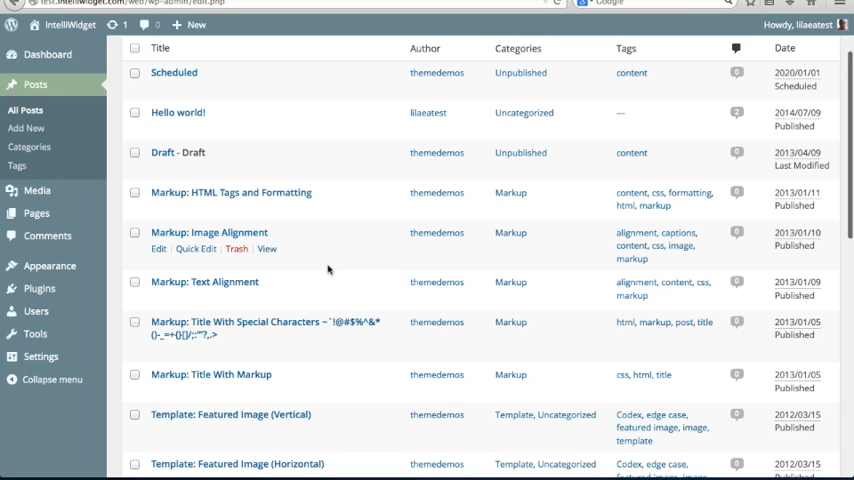 test.intelliwidget.com/web/wp-admin/edit.php
Google
IntelliWidget 1 0 + New Howdy, lilaeatest
Dashboard
Posts
All Posts
Add New
Categories
Tags
Media
Pages
Comments
Appearance
Plugins
Users
Tools
Settings
Collapse menu
Title Author Categories Tags Date
Scheduled themedemos Unpublished content 0 2020/01/01
Scheduled
Hello world! lilaeatest Uncategorized — 2 2014/07/09
Published
Draft - Draft themedemos Unpublished content 0 2013/04/09
Last Modified
Markup: HTML Tags and Formatting themedemos Markup content, css, formatting, 0 2013/01/11
html, markup Published
Markup: Image Alignment themedemos Markup alignment, captions, 0 2013/01/10
Edit | Quick Edit | Trash | View content, css, image, Published
markup
Markup: Text Alignment themedemos Markup alignment, content, css, 0 2013/01/09
markup Published
Markup: Title With Special Characters ~`!@#$%^&* themedemos Markup html, markup, post, title 0 2013/01/05
()-_=+{}[]/;:'"?,.> Published
Markup: Title With Markup themedemos Markup css, html, title 0 2013/01/05
Published
Template: Featured Image (Vertical) themedemos Template, Uncategorized Codex, edge case, 0 2012/03/15
featured image, image, Published
template
Template: Featured Image (Horizontal) themedemos Template, Uncategorized Codex, edge case, 0 2012/03/15